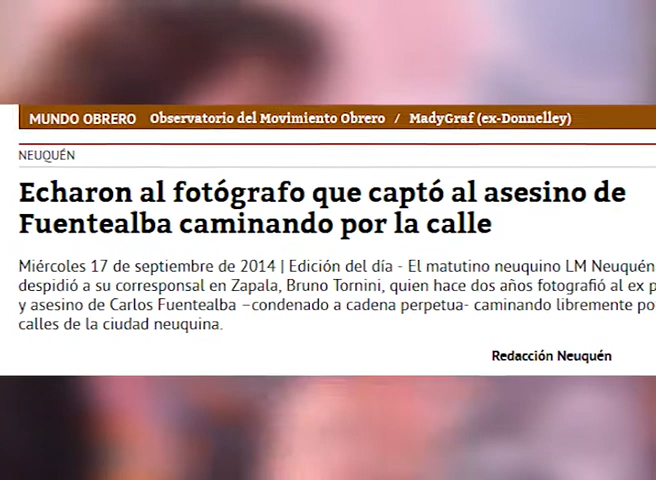 MUNDO OBRERO Observatorio del Movimiento Obrero / MadyGraf (ex-Donnelley)
NEUQUÉN
Echaron al fotógrafo que captó al asesino de
Fuentealba caminando por la calle
Miércoles 17 de septiembre de 2014 | Edición del día - El matutino neuquino LM Neuquén
despidió a su corresponsal en Zapala, Bruno Tornini, quien hace dos años fotografió al ex p
y asesino de Carlos Fuentealba –condenado a cadena perpetua- caminando libremente po
calles de la ciudad neuquina.
Redacción Neuquén